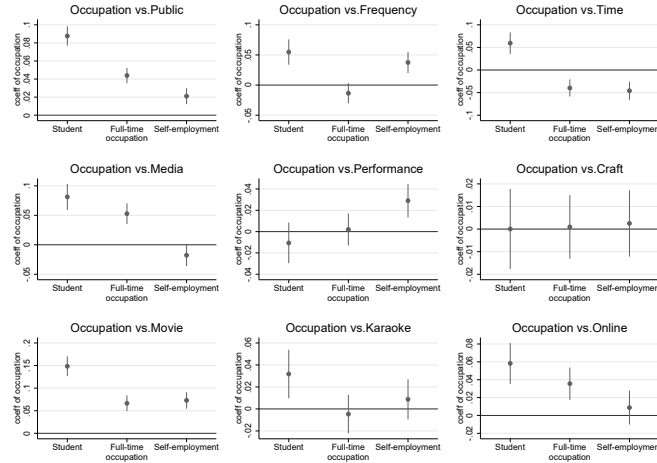 Occupation vs.Public
coeff of occupation
.1
.08
.06
.04
.02
0
Student
Full-time
occupation
Self-employment
Occupation vs.Frequency
coeff of occupation
.1
.05
0
-.05
Student
Full-time
occupation
Self-employment
Occupation vs.Time
coeff of occupation
.1
.05
0
-.05
-.1
Student
Full-time
occupation
Self-employment
Occupation vs.Media
coeff of occupation
.1
.05
0
-.05
Student
Full-time
occupation
Self-employment
Occupation vs.Performance
coeff of occupation
.04
.02
0
-.02
-.04
Student
Full-time
occupation
Self-employment
Occupation vs.Craft
coeff of occupation
.02
.01
0
-.01
-.02
Student
Full-time
occupation
Self-employment
Occupation vs.Movie
coeff of occupation
.2
.15
.1
.05
0
Student
Full-time
occupation
Self-employment
Occupation vs.Karaoke
coeff of occupation
.06
.04
.02
0
-.02
Student
Full-time
occupation
Self-employment
Occupation vs.Online
coeff of occupation
.08
.06
.04
.02
0
-.02
Student
Full-time
occupation
Self-employment